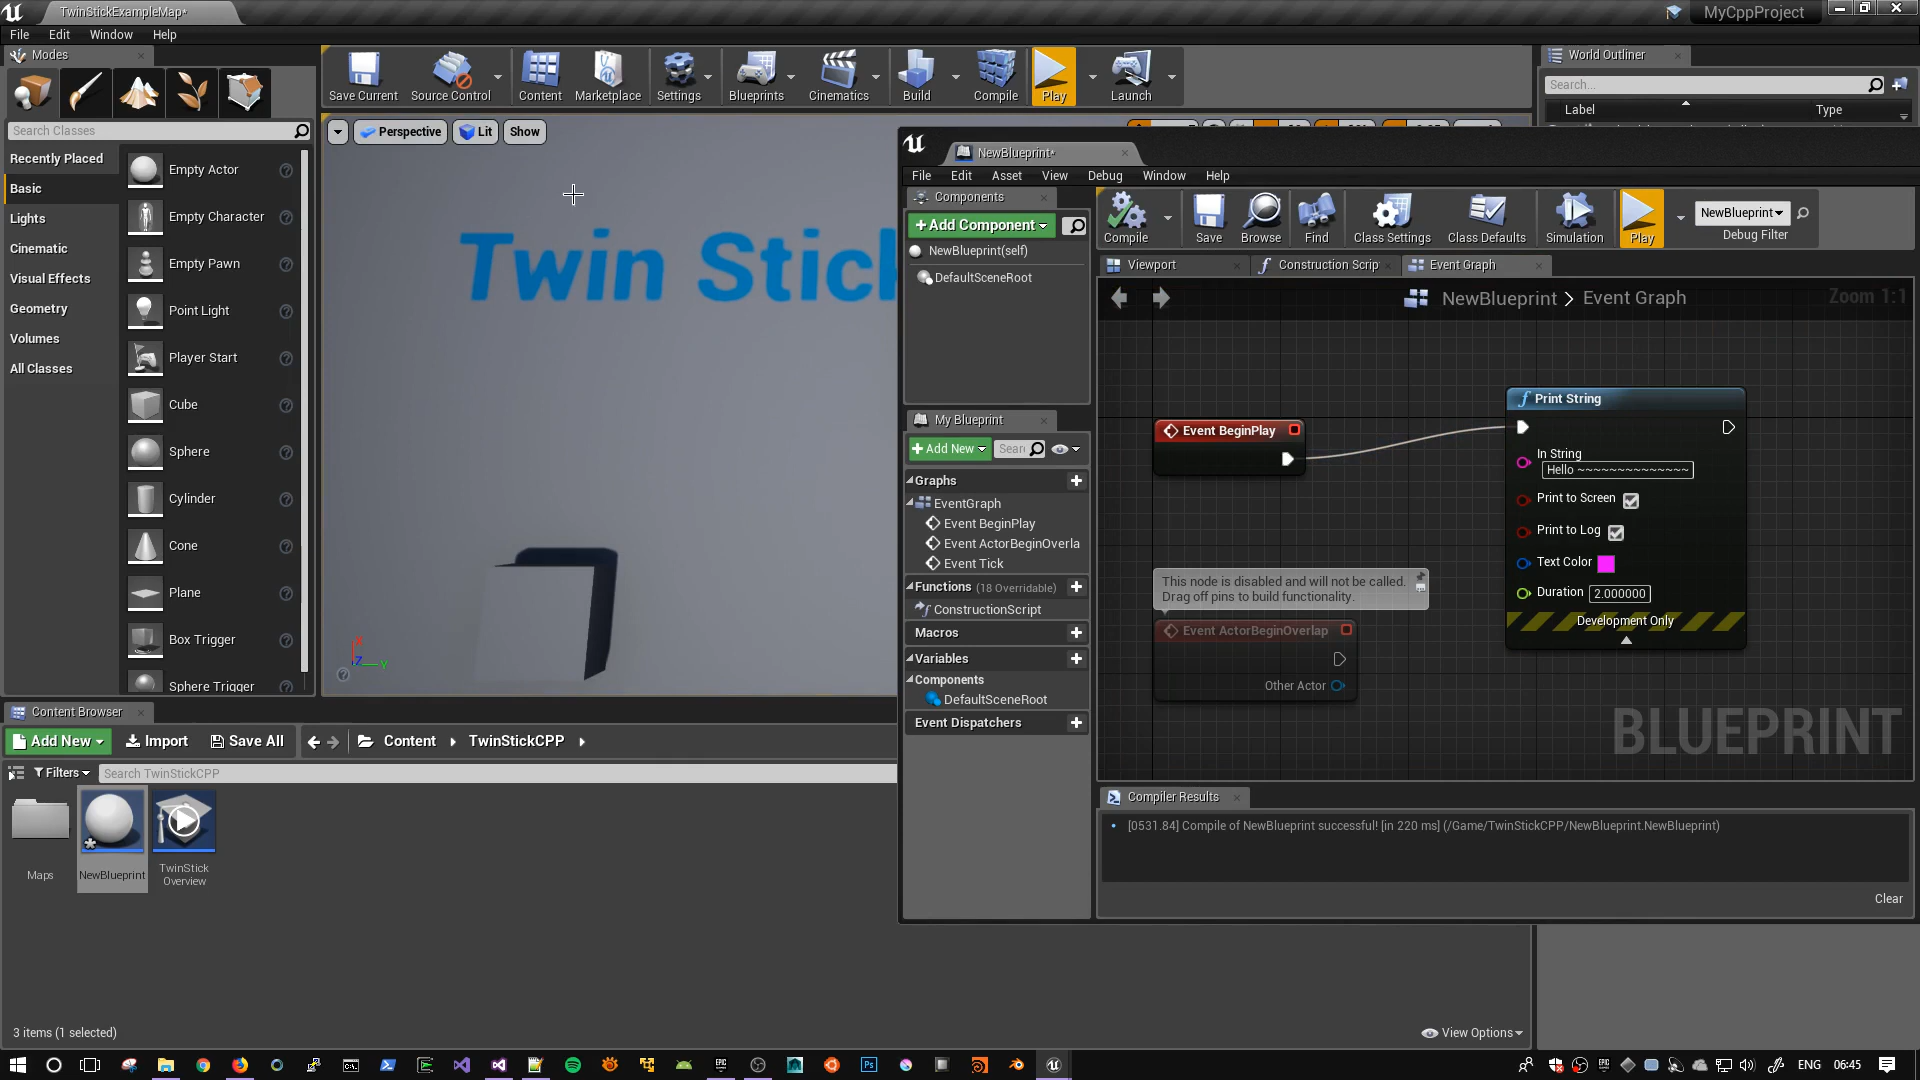 TwinStickExampleMap*
MyCppProject
File Edit Window Help
Modes
Search Classes
Recently Placed
Basic
Lights
Cinematic
Visual Effects
Geometry
Volumes
All Classes
Empty Actor
Empty Character
Empty Pawn
Point Light
Player Start
Cube
Sphere
Cylinder
Cone
Plane
Box Trigger
Sphere Trigger
Save Current
Source Control
Content
Marketplace
Settings
Blueprints
Cinematics
Build
Compile
Play
Launch
Perspective
Lit
Show
Twin Stick
X
Y
Z
World Outliner
Search...
Label
Type
NewBlueprint*
File Edit Asset View Debug Window Help
Components
+Add Component
NewBlueprint(self)
DefaultSceneRoot
My Blueprint
+Add New
Sear
Graphs
EventGraph
Event BeginPlay
Event ActorBeginOverla
Event Tick
Functions (18 Overridable)
ConstructionScript
Macros
Variables
Components
DefaultSceneRoot
Event Dispatchers
Compile
Save
Browse
Find
Class Settings
Class Defaults
Simulation
Play
NewBlueprint
Debug Filter
Viewport
Construction Scrip
Event Graph
NewBlueprint > Event Graph
Zoom 1:1
Event BeginPlay
Print String
In String
Hello ~~~~~~~~~~~~~~
Print to Screen
Print to Log
Text Color
Duration 2.000000
Development Only
This node is disabled and will not be called.
Drag off pins to build functionality.
Event ActorBeginOverlap
Other Actor
BLUEPRINT
Compiler Results
[0531.84] Compile of NewBlueprint successful! [in 220 ms] (/Game/TwinStickCPP/NewBlueprint.NewBlueprint)
Clear
Content Browser
Add New
Import
Save All
Content
TwinStickCPP
Filters
Search TwinStickCPP
Maps
NewBlueprint
TwinStick
Overview
3 items (1 selected)
View Options
ENG
06:45